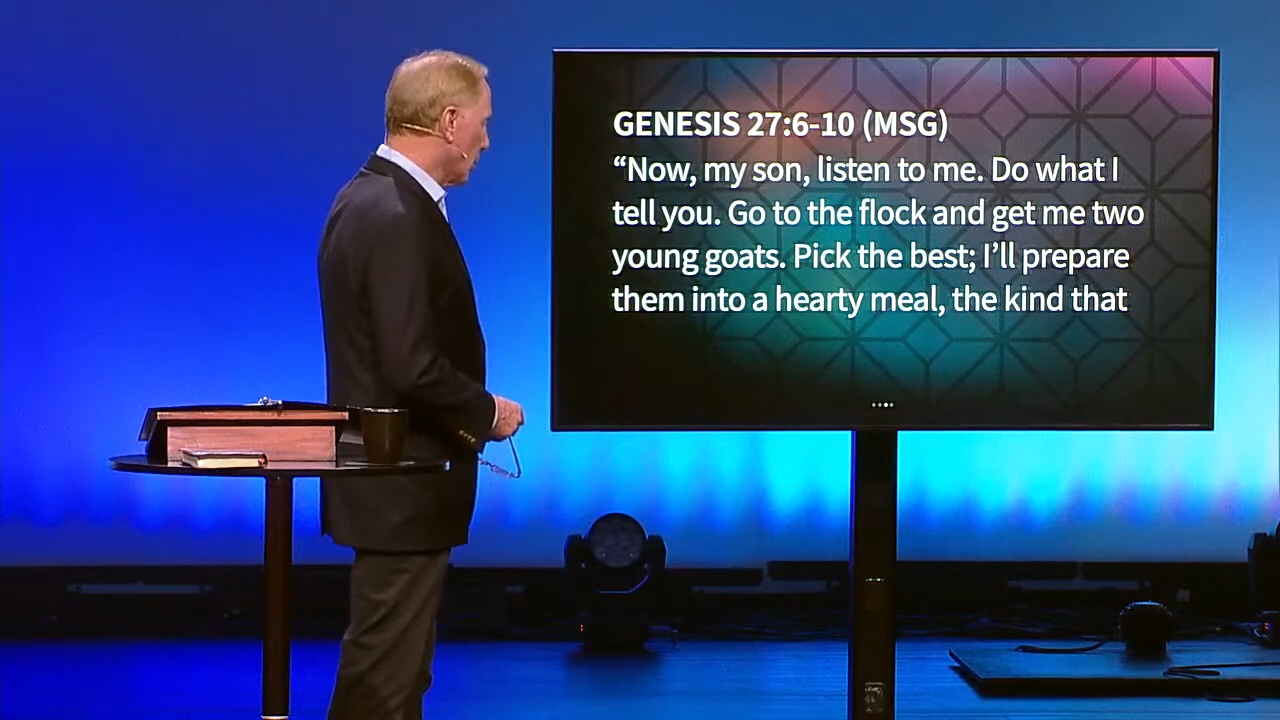 GENESIS 27:6-10 (MSG)
“Now, my son, listen to me. Do what I
tell you. Go to the flock and get me two
young goats. Pick the best; I’ll prepare
them into a hearty meal, the kind that